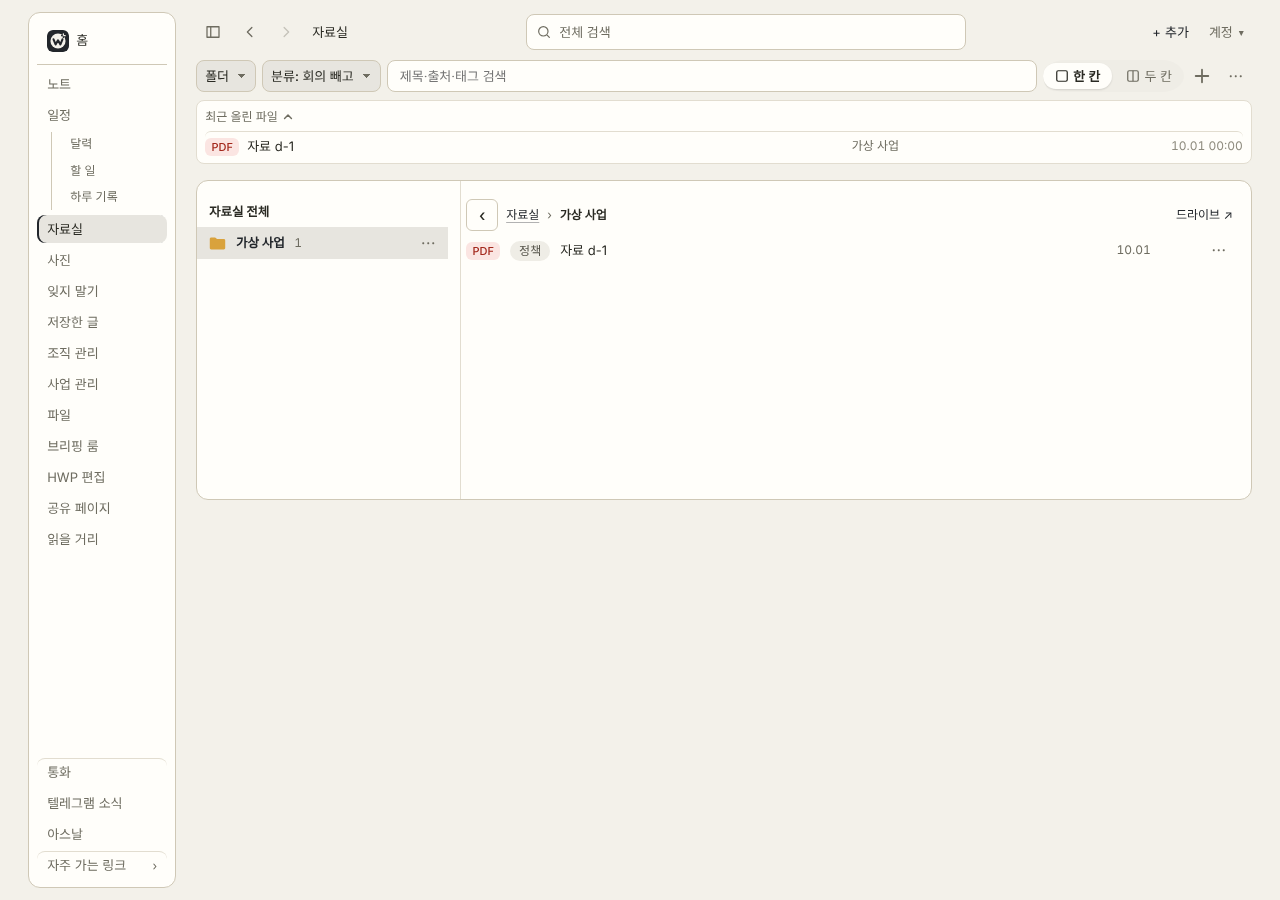 홈
노트
일정
달력
할 일
하루 기록
자료실
사진
잊지 말기
저장한 글
조직 관리
사업 관리
파일
브리핑 룸
HWP 편집
공유 페이지
읽을 거리
통화
텔레그램 소식
아스날
자주 가는 링크 ›
자료실
전체 검색
+ 추가 계정 ▾
폴더 분류: 회의 빼고 제목·출처·태그 검색 한 칸 두 칸
최근 올린 파일
PDF 자료 d-1 가상 사업 10.01 00:00
자료실 전체
가상 사업 1
자료실 › 가상 사업 드라이브
PDF 정책 자료 d-1 10.01